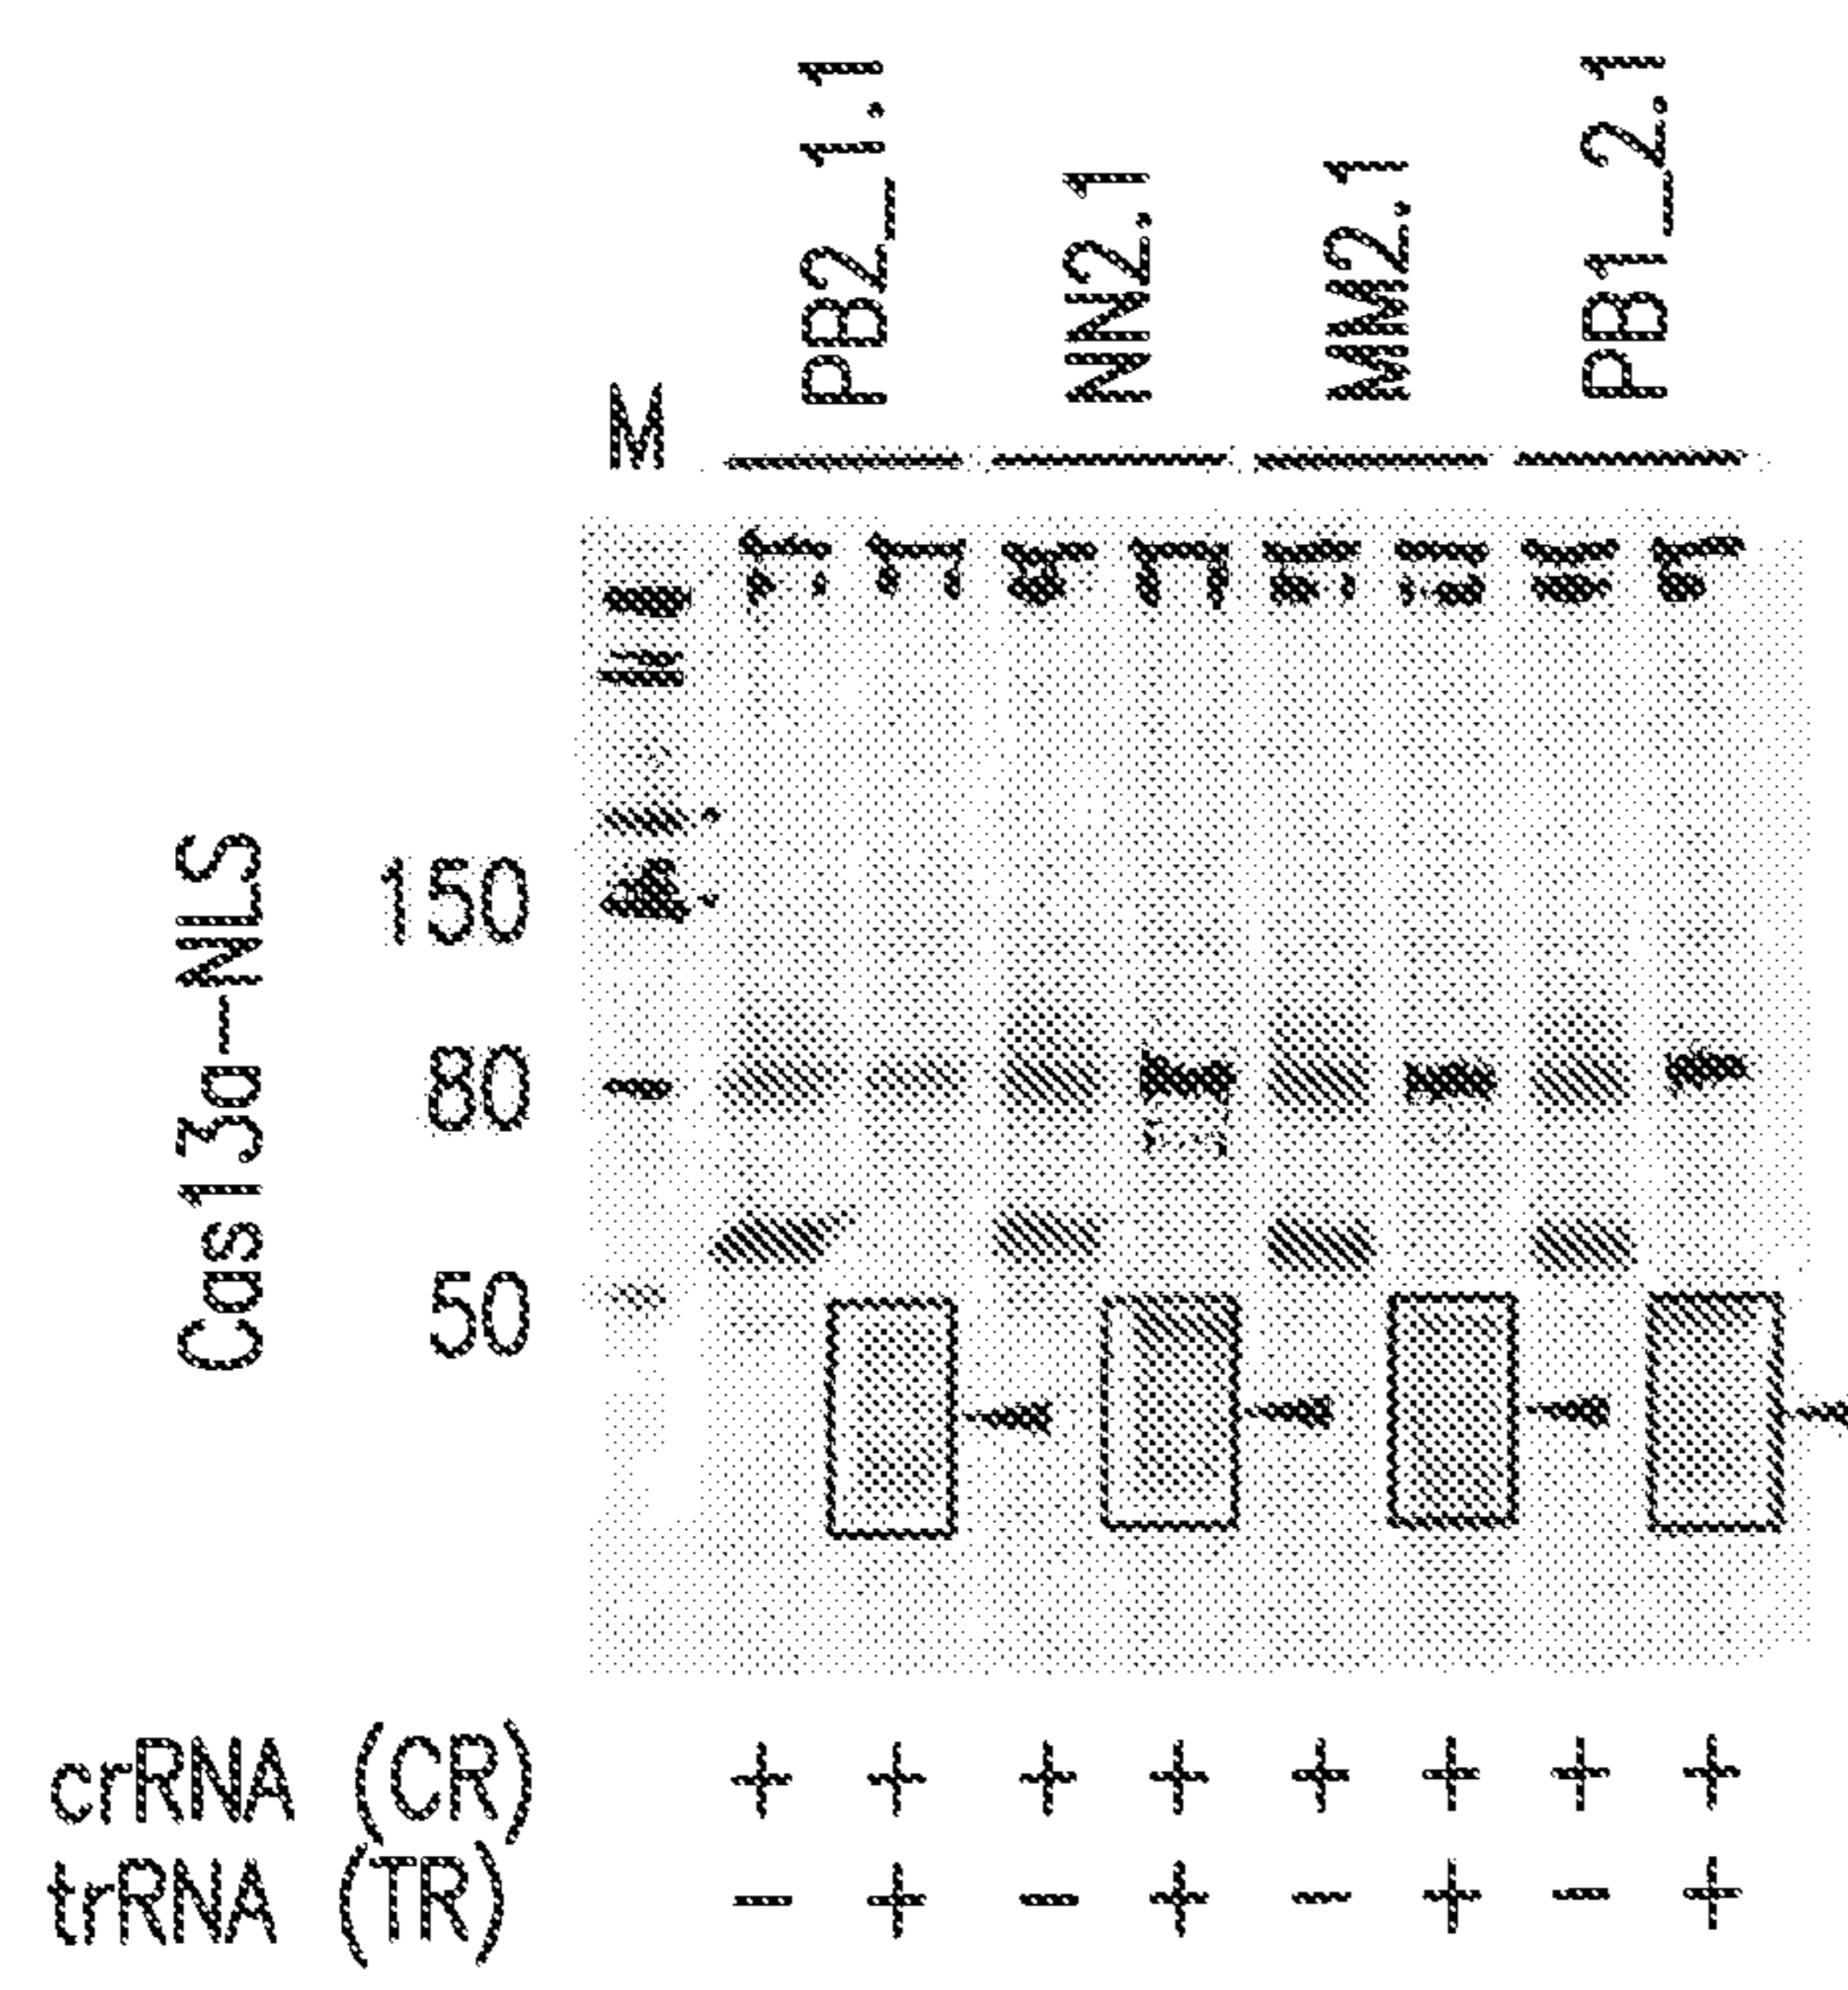 M
PB2_1.1
NN2.1
MM2.1
PB1_2.1
Cas13a-NLS
150
80
50
crRNA (CR) + + + + + + + +
trRNA (TR) - + - + - + - +